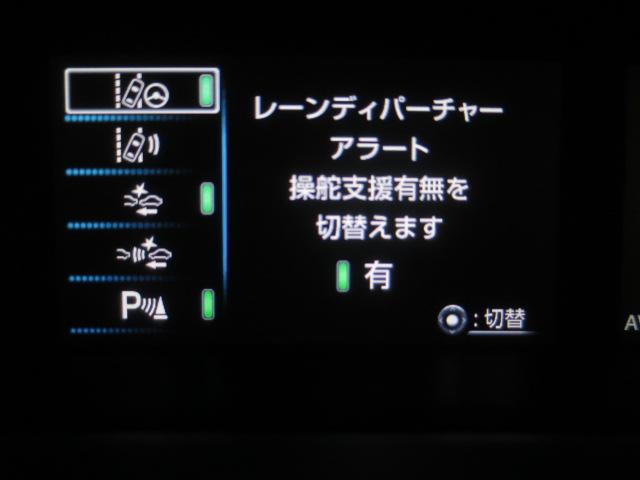 レーンディパーチャー
アラート
操舵支援有無を
切替えます
有
P
:切替